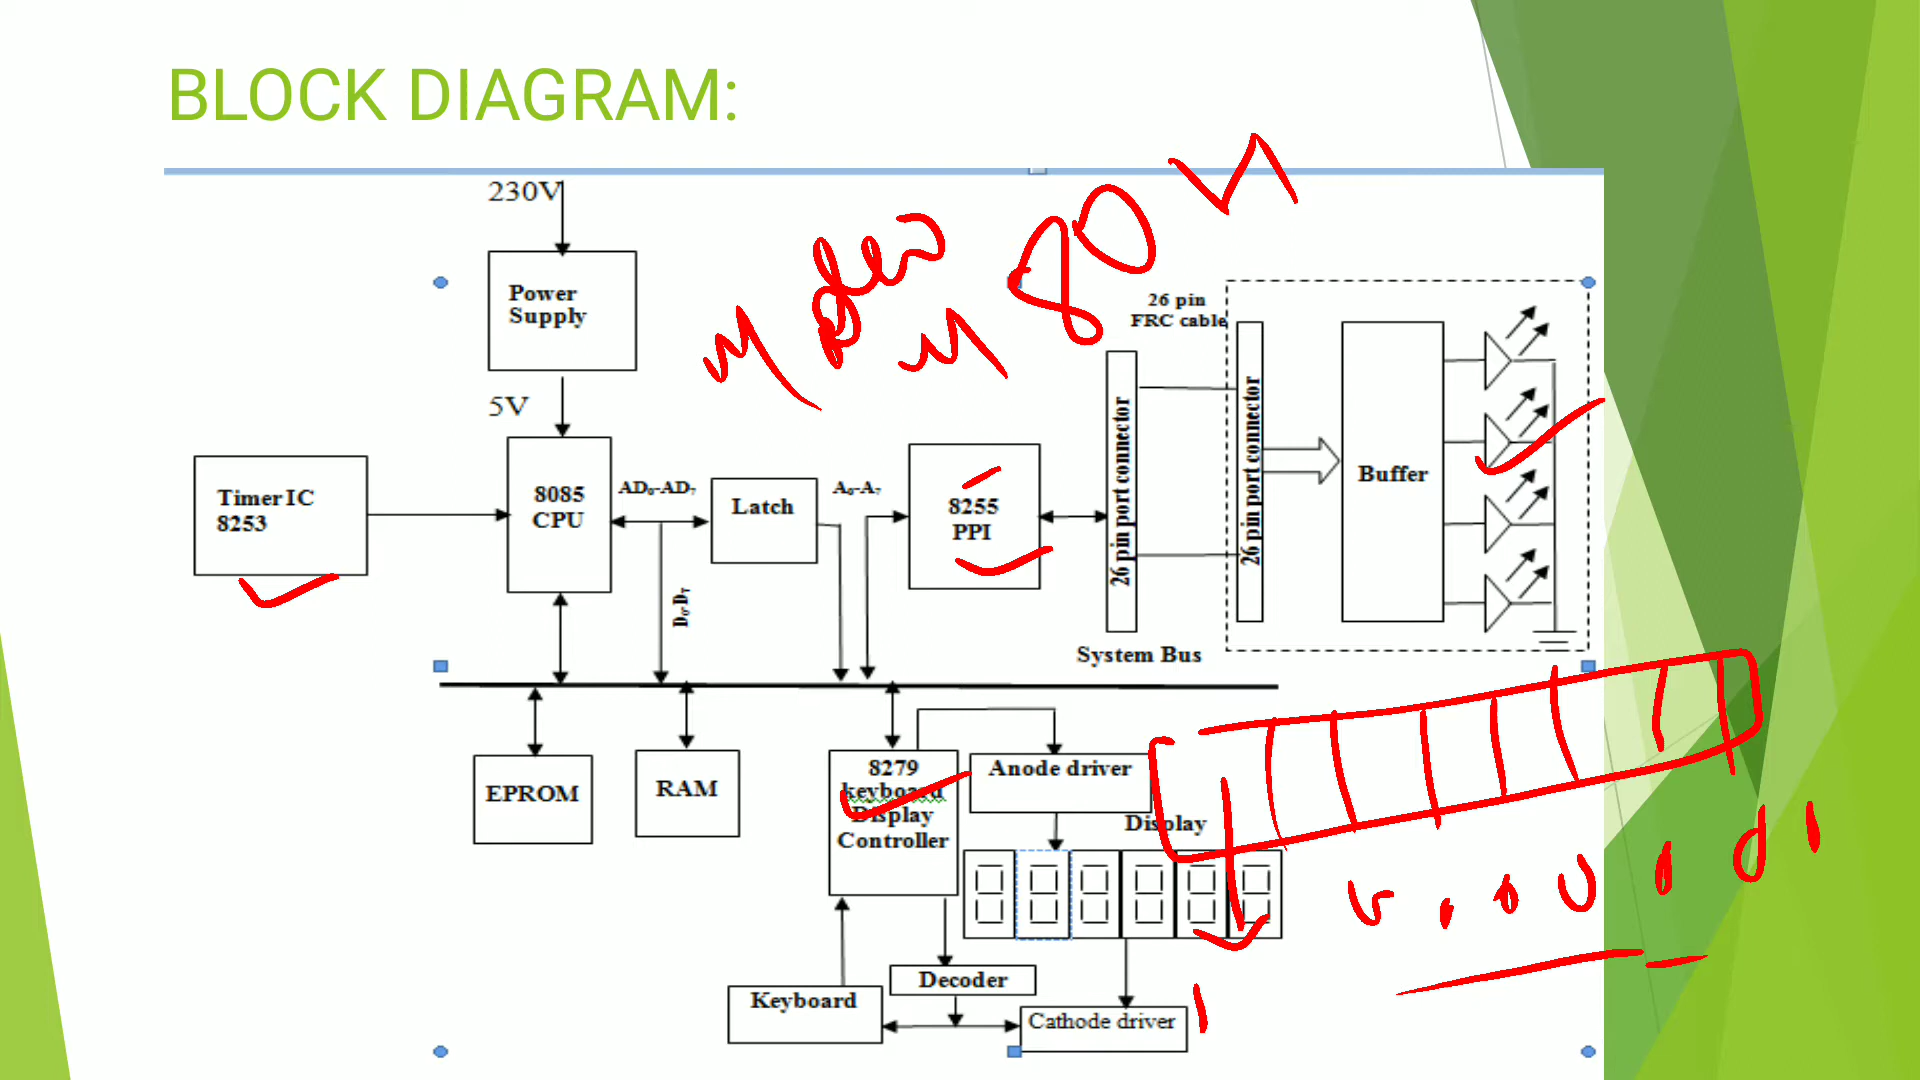 BLOCK DIAGRAM:
230V
Power
Supply
5V
26 pin
FRC cable
Timer IC
8253
8085
CPU
AD₀-AD₇
Latch
A₀-A₇
8255
PPI
26 pin port connector
26 pin port connector
Buffer
D₀-D₇
System Bus
EPROM
RAM
8279
keyboard
Display
Controller
Anode driver
Display
Decoder
Keyboard
Cathode driver